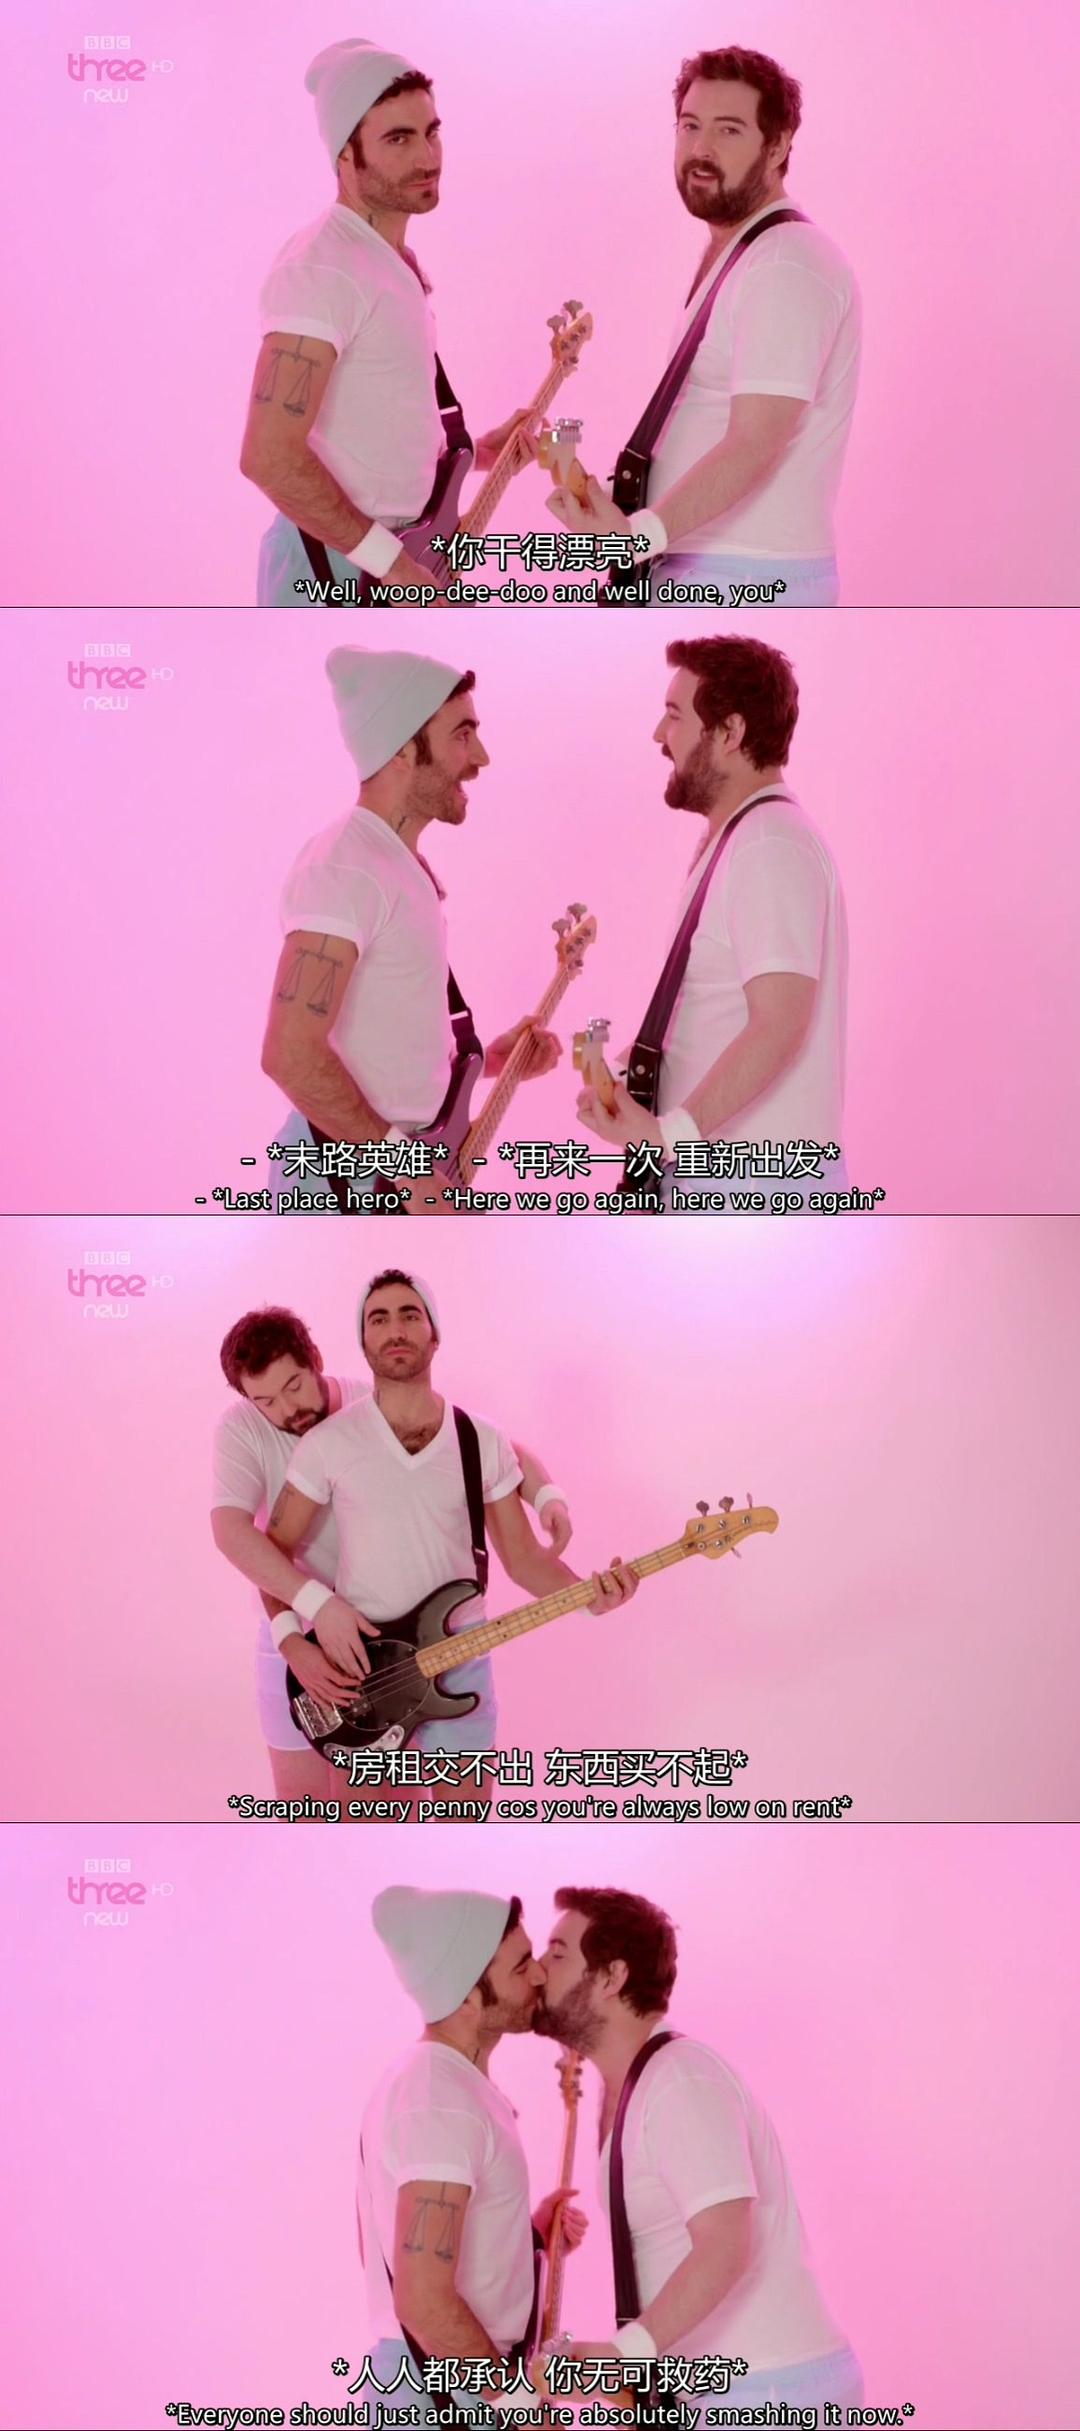 BBC
three HD
new
*你干得漂亮*
*Well, woop-dee-doo and well done, you*
BBC
three HD
new
- *末路英雄* - *再来一次 重新出发*
- *Last place hero* - *Here we go again, here we go again*
BBC
three HD
new
*房租交不出 东西买不起*
*Scraping every penny cos you're always low on rent*
BBC
three HD
new
*人人都承认 你无可救药*
*Everyone should just admit you're absolutely smashing it now.*